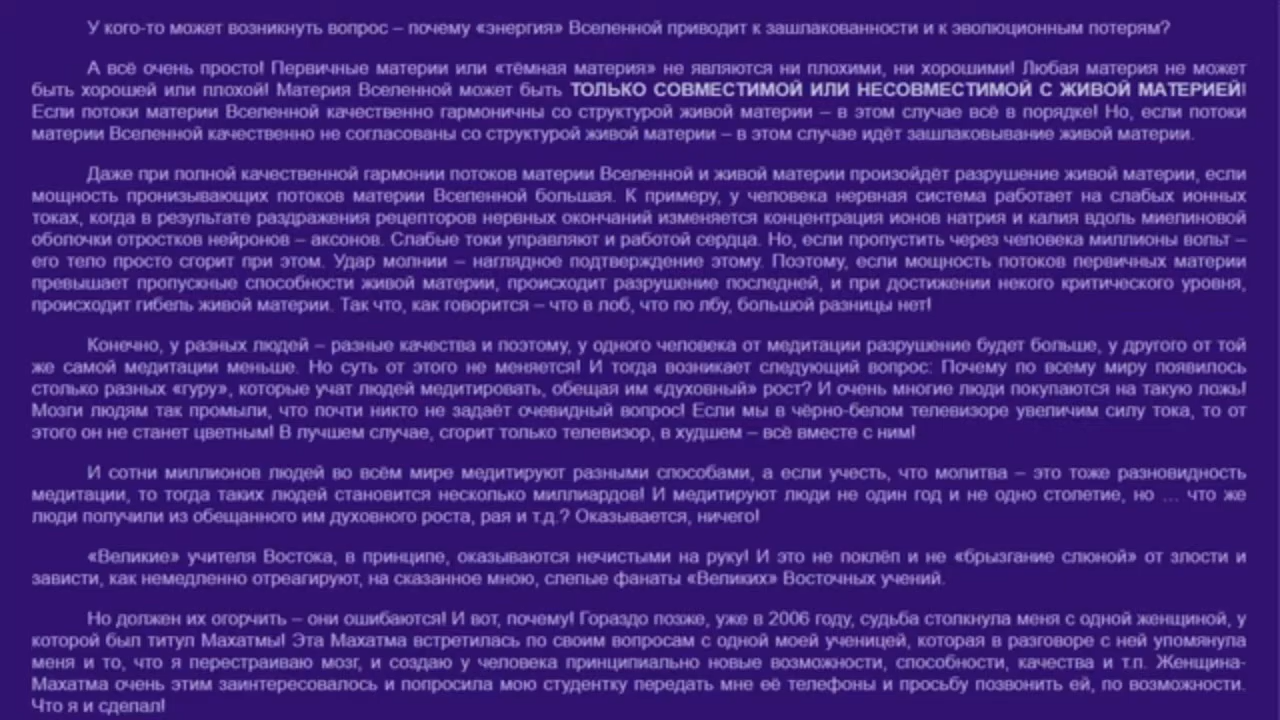 У кого-то может возникнуть вопрос – почему «энергия» Вселенной приводит к зашлакованности и к эволюционным потерям?
А всё очень просто! Первичные материи или «тёмная материя» не являются ни плохими, ни хорошими! Любая материя не может
быть хорошей или плохой! Материя Вселенной может быть ТОЛЬКО СОВМЕСТИМОЙ ИЛИ НЕСОВМЕСТИМОЙ С ЖИВОЙ МАТЕРИЕЙ!
Если потоки материи Вселенной качественно гармоничны со структурой живой материи – в этом случае всё в порядке! Но, если потоки
материи Вселенной качественно не согласованы со структурой живой материи – в этом случае идёт зашлаковывание живой материи.
Даже при полной качественной гармонии потоков материи Вселенной и живой материи произойдёт разрушение живой материи, если
мощность пронизывающих потоков материи Вселенной большая. К примеру, у человека нервная система работает на слабых ионных
токах, когда в результате раздражения рецепторов нервных окончаний изменяется концентрация ионов натрия и калия вдоль миелиновой
оболочки отростков нейронов – аксонов. Слабые токи управляют и работой сердца. Но, если пропустить через человека миллионы вольт –
его тело просто сгорит при этом. Удар молнии – наглядное подтверждение этому. Поэтому, если мощность потоков первичных материи
превышает пропускные способности живой материи, происходит разрушение последней, и при достижении некого критического уровня,
происходит гибель живой материи. Так что, как говорится – что в лоб, что по лбу, большой разницы нет!
Конечно, у разных людей – разные качества и поэтому, у одного человека от медитации разрушение будет больше, у другого от той
же самой медитации меньше. Но суть от этого не меняется! И тогда возникает следующий вопрос: Почему по всему миру появилось
столько разных «гуру», которые учат людей медитировать, обещая им «духовный» рост? И очень многие люди покупаются на такую ложь!
Мозги людям так промыли, что почти никто не задаёт очевидный вопрос! Если мы в чёрно-белом телевизоре увеличим силу тока, то от
этого он не станет цветным! В лучшем случае, сгорит только телевизор, в худшем – всё вместе с ним!
И сотни миллионов людей во всём мире медитируют разными способами, а если учесть, что молитва – это тоже разновидность
медитации, то тогда таких людей становится несколько миллиардов! И медитируют люди не один год и не одно столетие, но … что же
люди получили из обещанного им духовного роста, рая и т.д.? Оказывается, ничего!
«Великие» учителя Востока, в принципе, оказываются нечистыми на руку! И это не поклёп и не «брызгание слюной» от злости и
зависти, как немедленно отреагируют, на сказанное мною, слепые фанаты «Великих» Восточных учений.
Но должен их огорчить – они ошибаются! И вот, почему! Гораздо позже, уже в 2006 году, судьба столкнула меня с одной женщиной, у
которой был титул Махатмы! Эта Махатма встретилась по своим вопросам с одной моей ученицей, которая в разговоре с ней упомянула
меня и то, что я перестраиваю мозг, и создаю у человека принципиально новые возможности, способности, качества и т.п. Женщина-
Махатма очень этим заинтересовалось и попросила мою студентку передать мне её телефоны и просьбу позвонить ей, по возможности.
Что я и сделал!